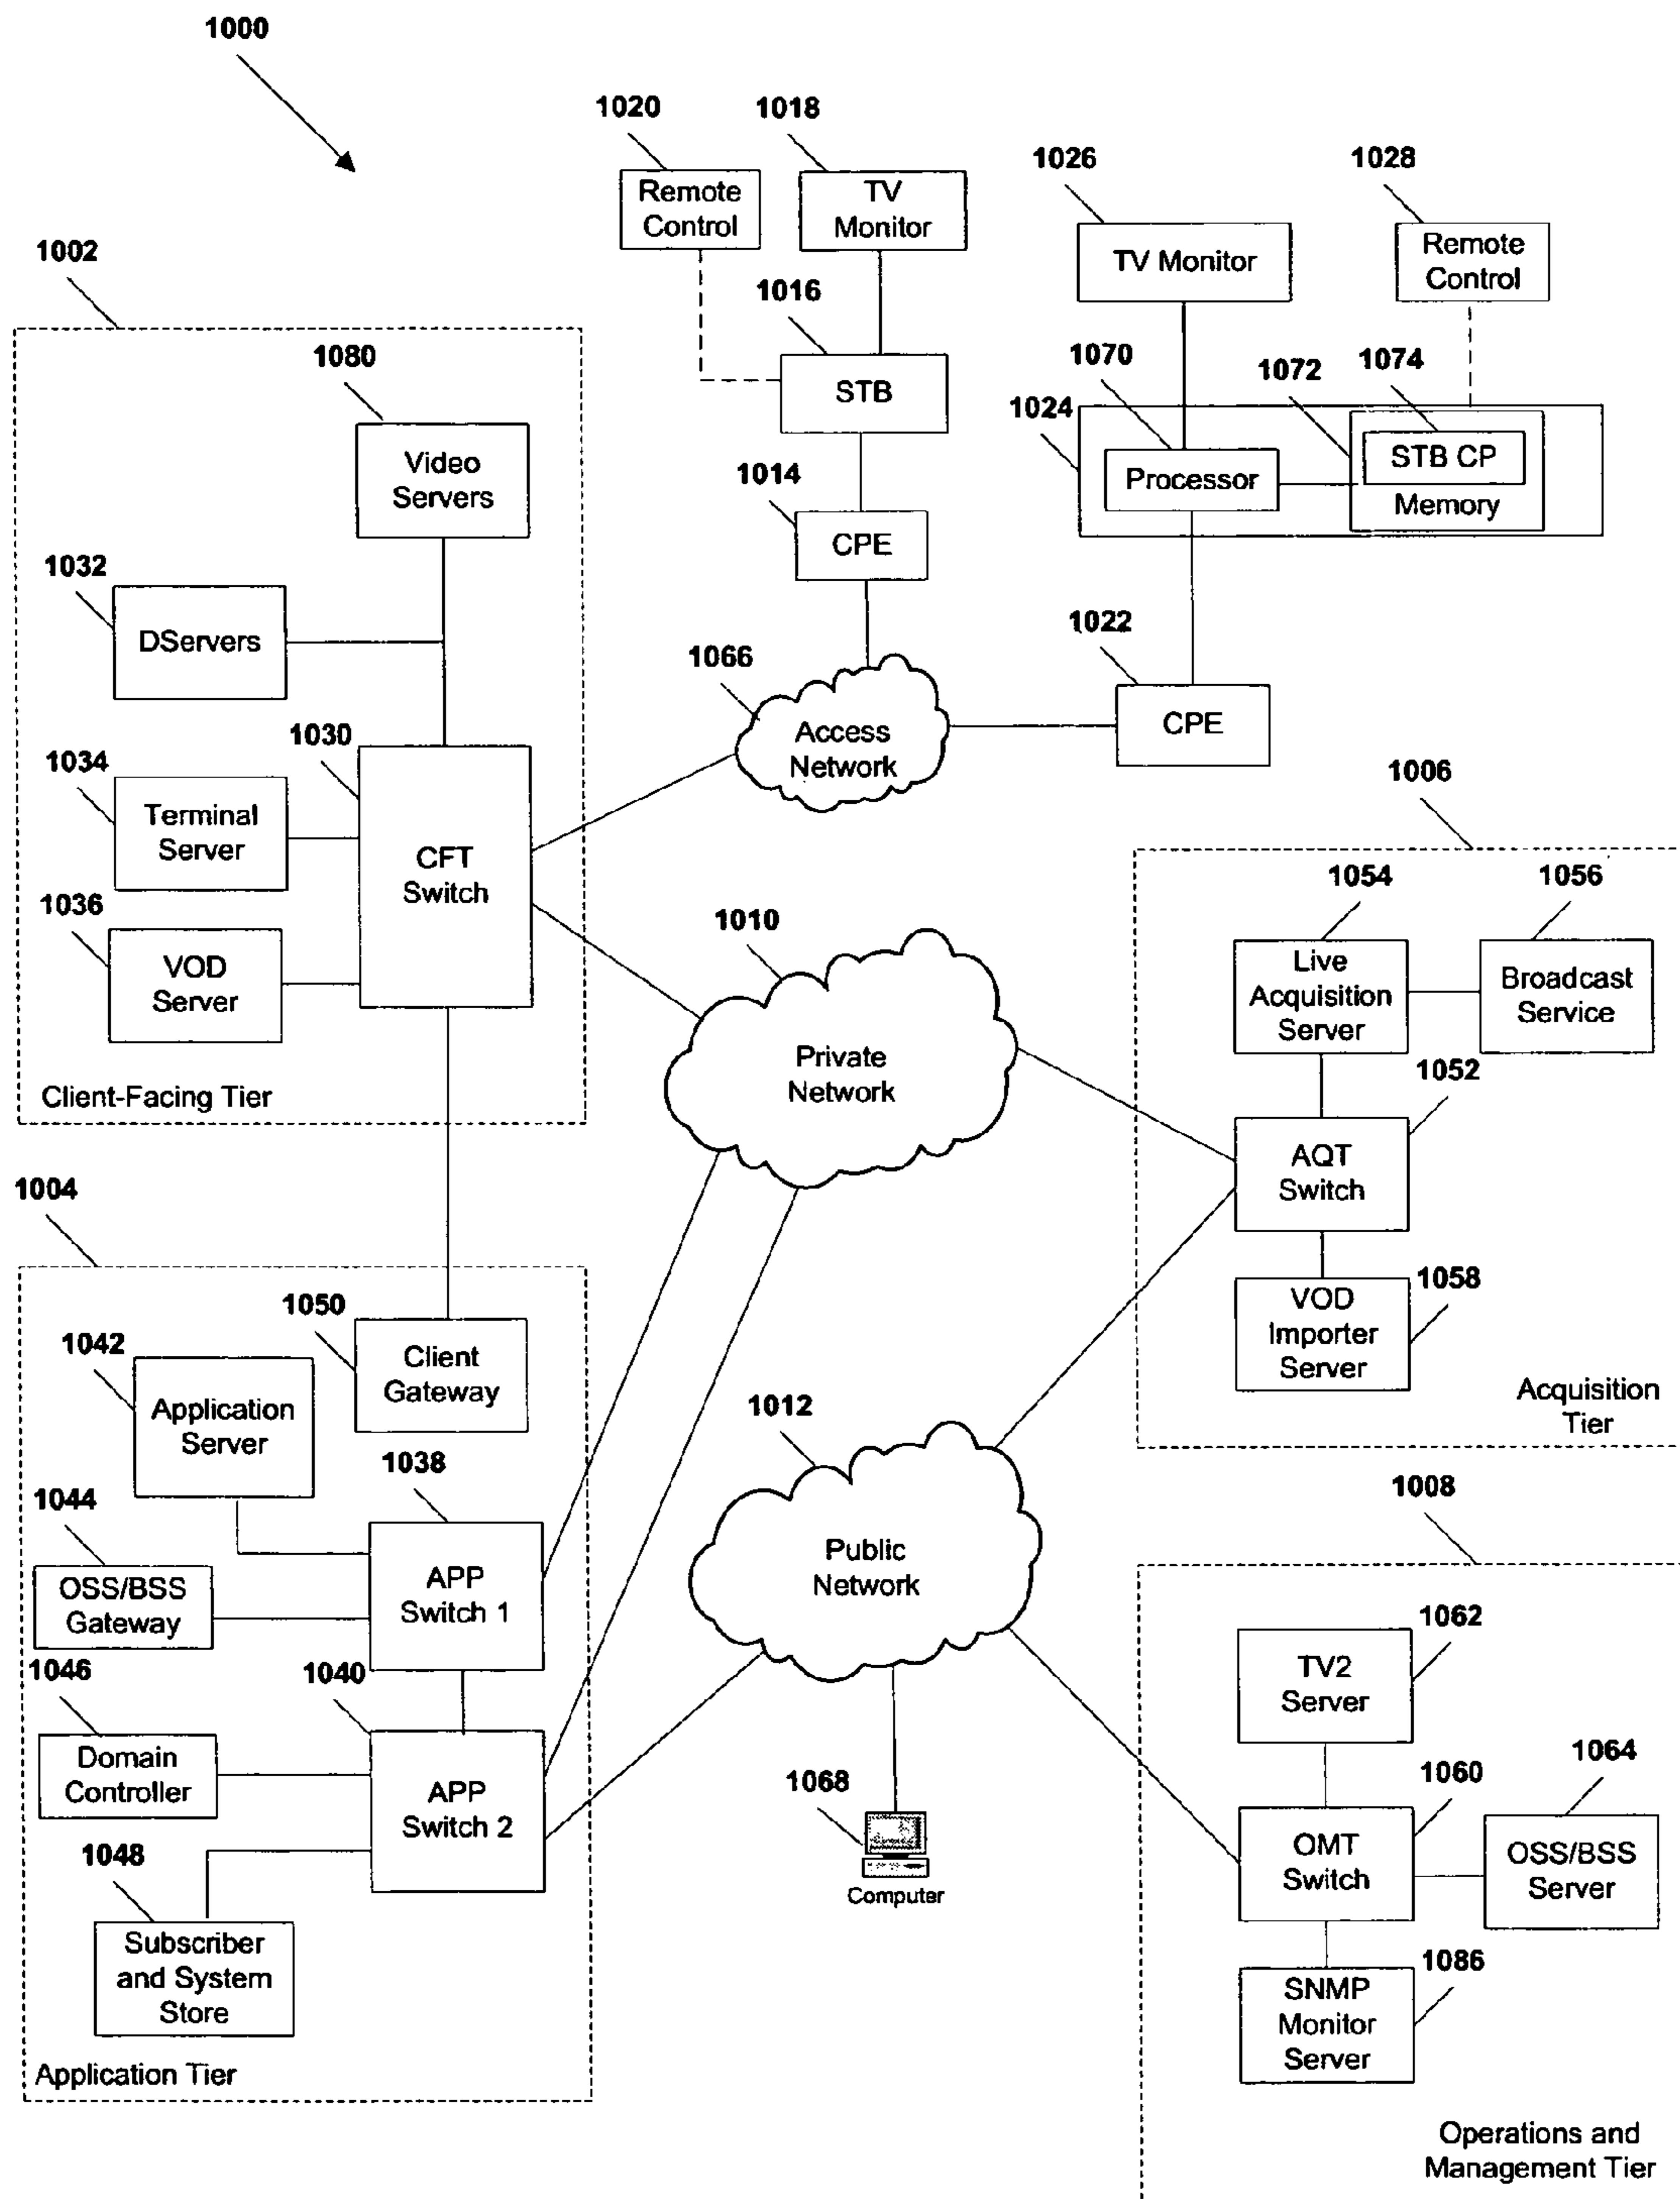 1000
1020
1018
Remote
Control
TV
Monitor
1026
1028
TV Monitor
Remote
Control
1002
1016
STB
1080
Video
Servers
1070
1072
1074
1024
Processor
STB CP
Memory
1014
CPE
1032
DServers
1022
CPE
1066
Access
Network
1030
CFT
Switch
1034
Terminal
Server
1036
VOD
Server
Client-Facing Tier
1006
1054
1056
Live
Acquisition
Server
Broadcast
Service
1010
Private
Network
1052
AQT
Switch
1058
VOD
Importer
Server
Acquisition
Tier
1004
1050
Client
Gateway
1042
Application
Server
1012
Public
Network
1038
APP
Switch 1
1044
OSS/BSS
Gateway
1046
Domain
Controller
1040
APP
Switch 2
1048
Subscriber
and System
Store
Application Tier
1068
Computer
1008
1062
TV2
Server
1060
OMT
Switch
1064
OSS/BSS
Server
1086
SNMP
Monitor
Server
Operations and
Management Tier